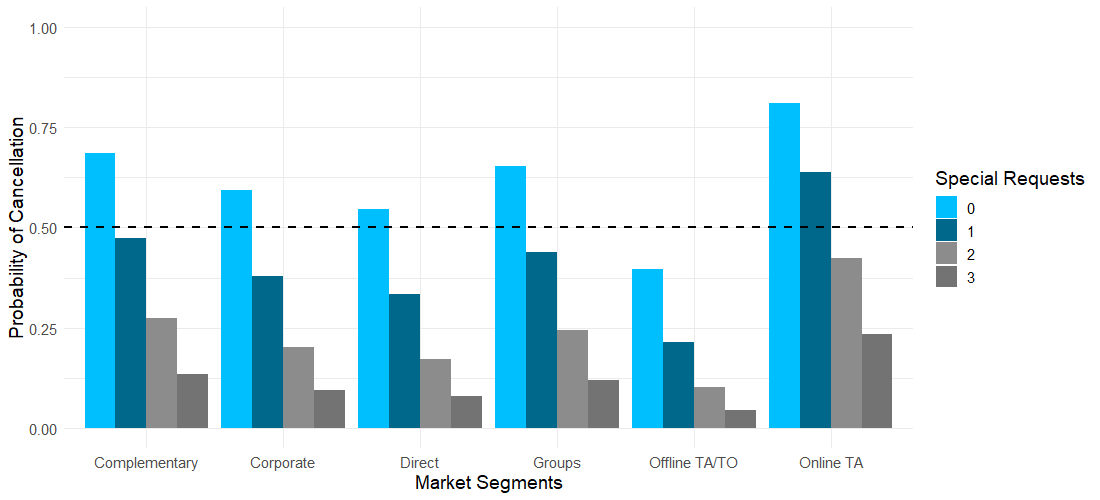 1.00
0.75
0.50
0.25
0.00
Probability of Cancellation
Complementary
Corporate
Direct
Groups
Offline TA/TO
Online TA
Market Segments
Special Requests
0
1
2
3